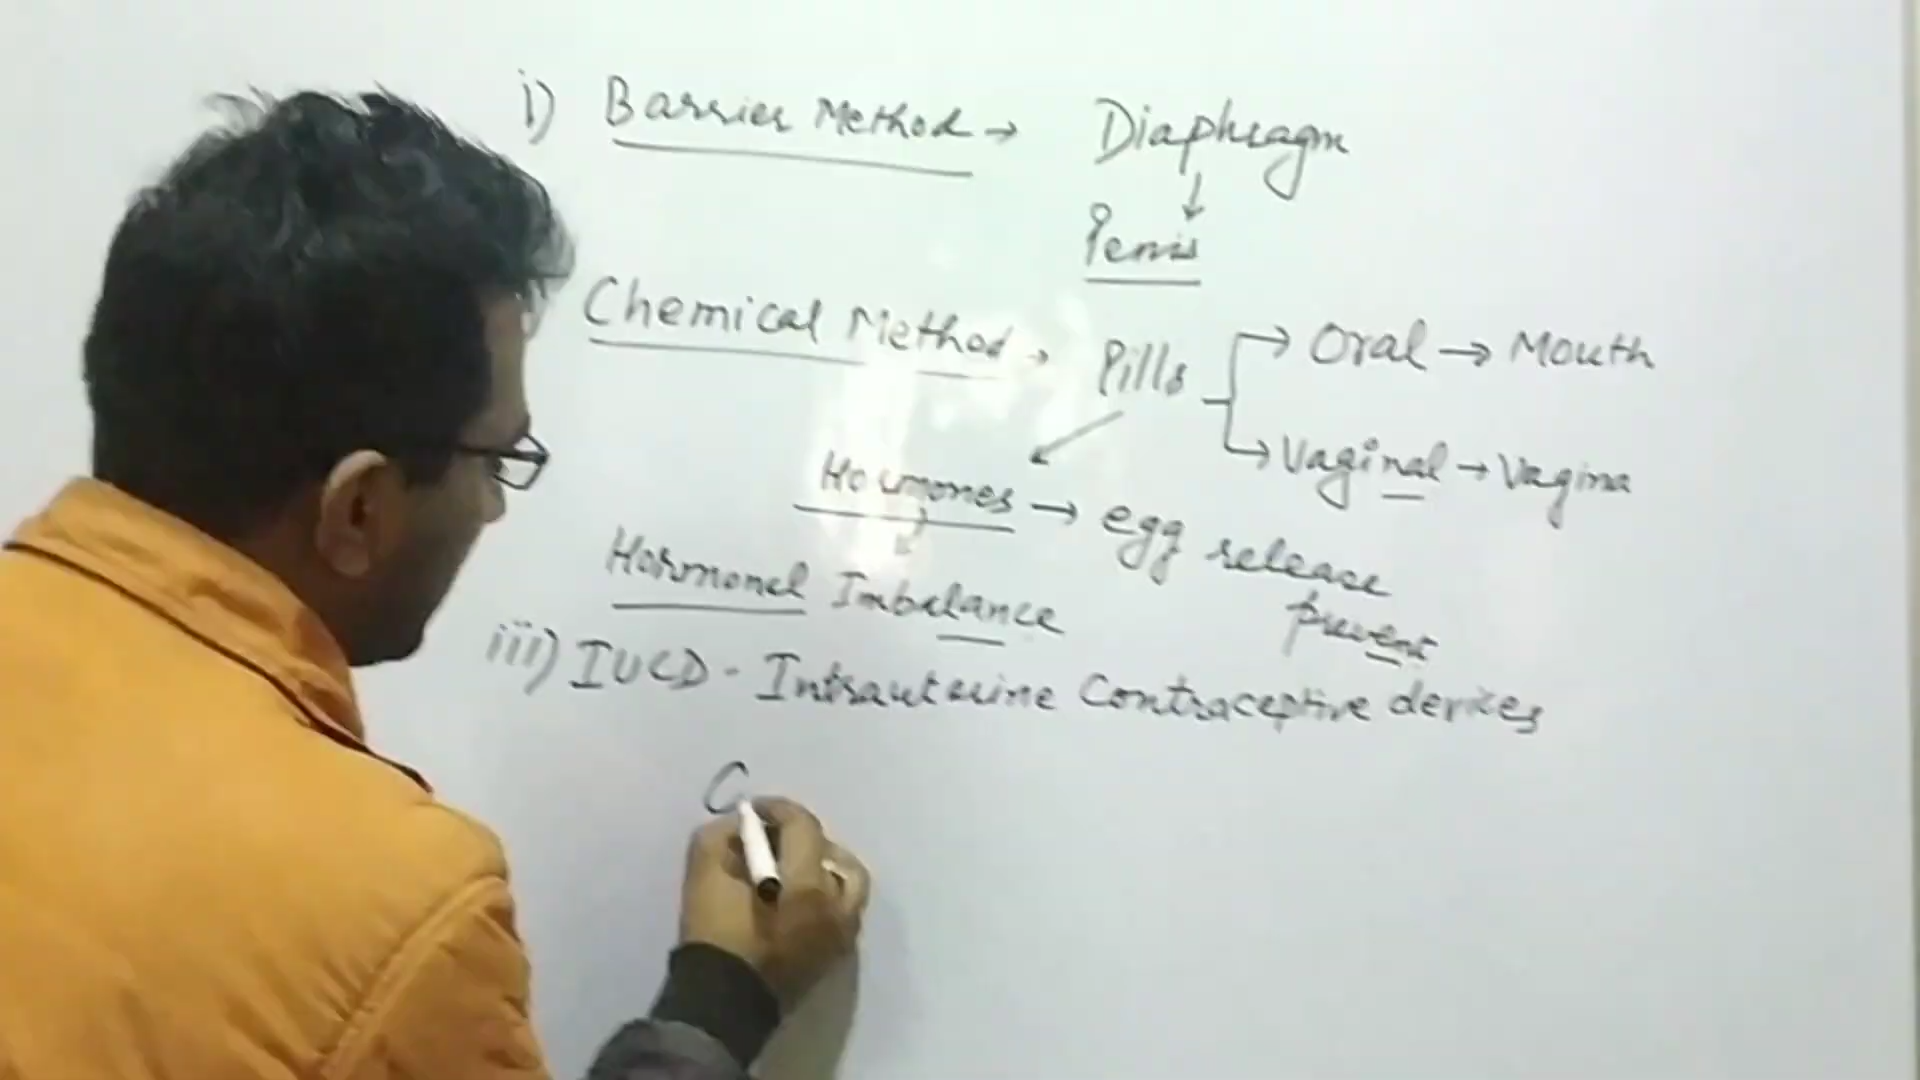 i) Barrier Method → Diaphragm
↓
Penis
Chemical Method → Pills → Oral → Mouth
→ Vaginal → Vagina
Hormones → egg release
prevent
Hormonel Imbalance
iii) IUCD - Intrauterine Contraceptive devices
C